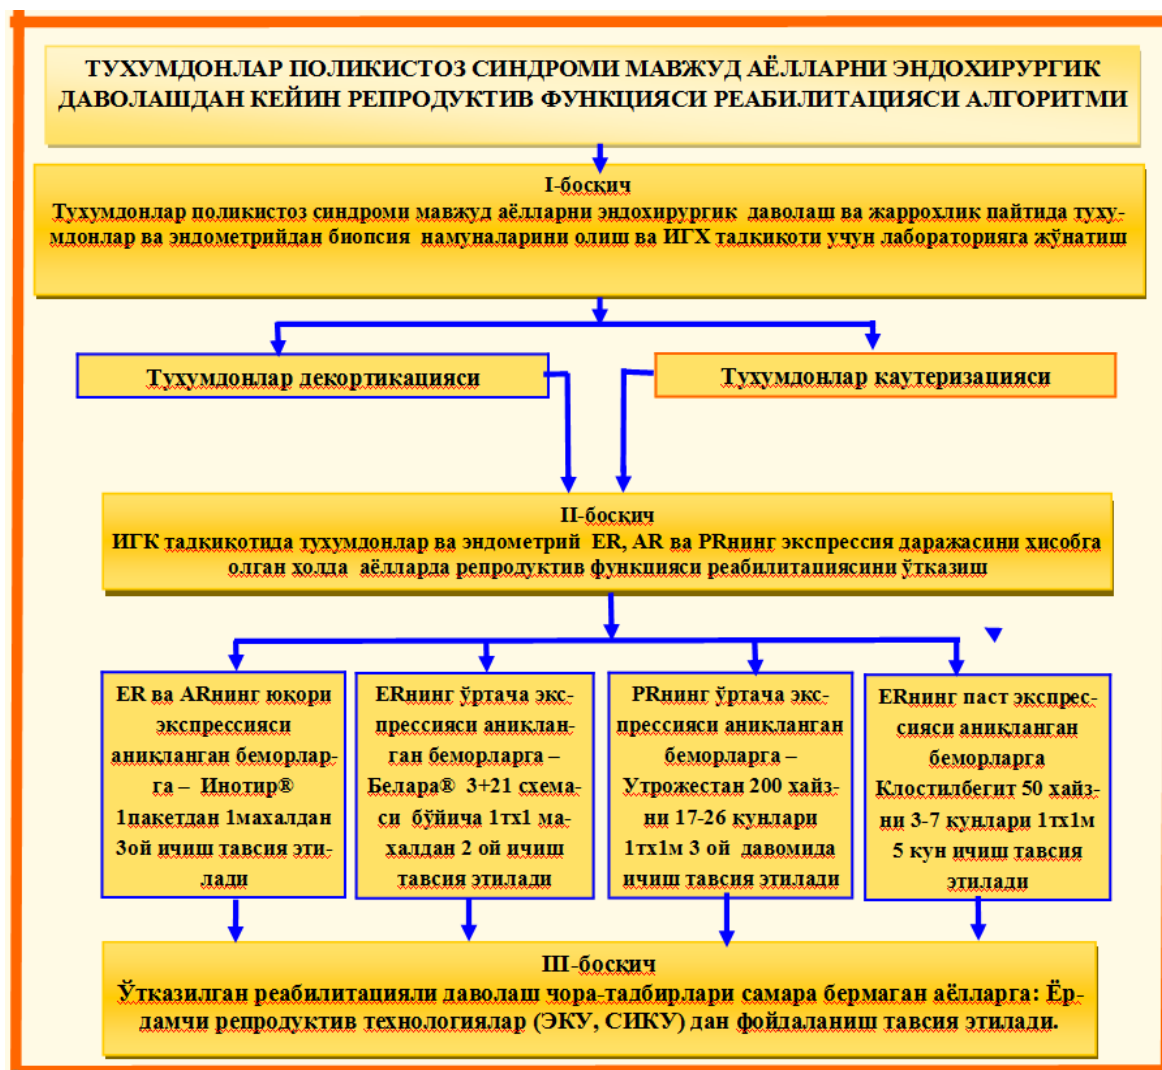 ТУХУМДОНЛАР ПОЛИКИСТОЗ СИНДРОМИ МАВЖУД АЁЛЛАРНИ ЭНДОХИРУРГИК
ДАВОЛАШДАН КЕЙИН РЕПРОДУКТИВ ФУНКЦИЯСИ РЕАБИЛИТАЦИЯСИ АЛГОРИТМИ
I-босқич
Тухумдонлар поликистоз синдроми мавжуд аёлларни эндохирургик даволаш ва жаррохлик пайтида туху-
мдонлар ва эндометрийдан биопсия намуналарини олиш ва ИГХ тадқиқоти учун лабораторияга жўнатиш
Тухумдонлар декортикацияси
Тухумдонлар каутеризацияси
II-босқич
ИГК тадқиқотида тухумдонлар ва эндометрий ER, AR ва PRнинг экспрессия даражасини хисобга
олган холда аёлларда репродуктив функцияси реабилитациясини ўтказиш
ER ва ARнинг юқори
экспрессияси
аниқланган беморлар-
га – Инотир®
1пакетдан 1махалдан
3ой ичиш тавсия эти-
лади
ERнинг ўртача экс-
прессияси аниқлан-
ган беморларга –
Белара® 3+21 схема-
си бўйича 1тх1 ма-
халдан 2 ой ичиш
тавсия этилади
PRнинг ўртача экс-
прессияси аниқланган
беморларга –
Утрожестан 200 хайз-
ни 17-26 кунлари
1тх1м 3 ой давомида
ичиш тавсия этилади
ERнинг паст экспрес-
сияси аниқланган
беморларга
Клостилбегит 50 хайз-
ни 3-7 кунлари 1тх1м
5 кун ичиш тавсия
этилади
III-босқич
Ўтказилган реабилитацияли даволаш чора-тадбирлари самара бермаган аёлларга: Ёр-
дамчи репродуктив технологиялар (ЭКУ, СИКУ) дан фойдаланиш тавсия этилади.